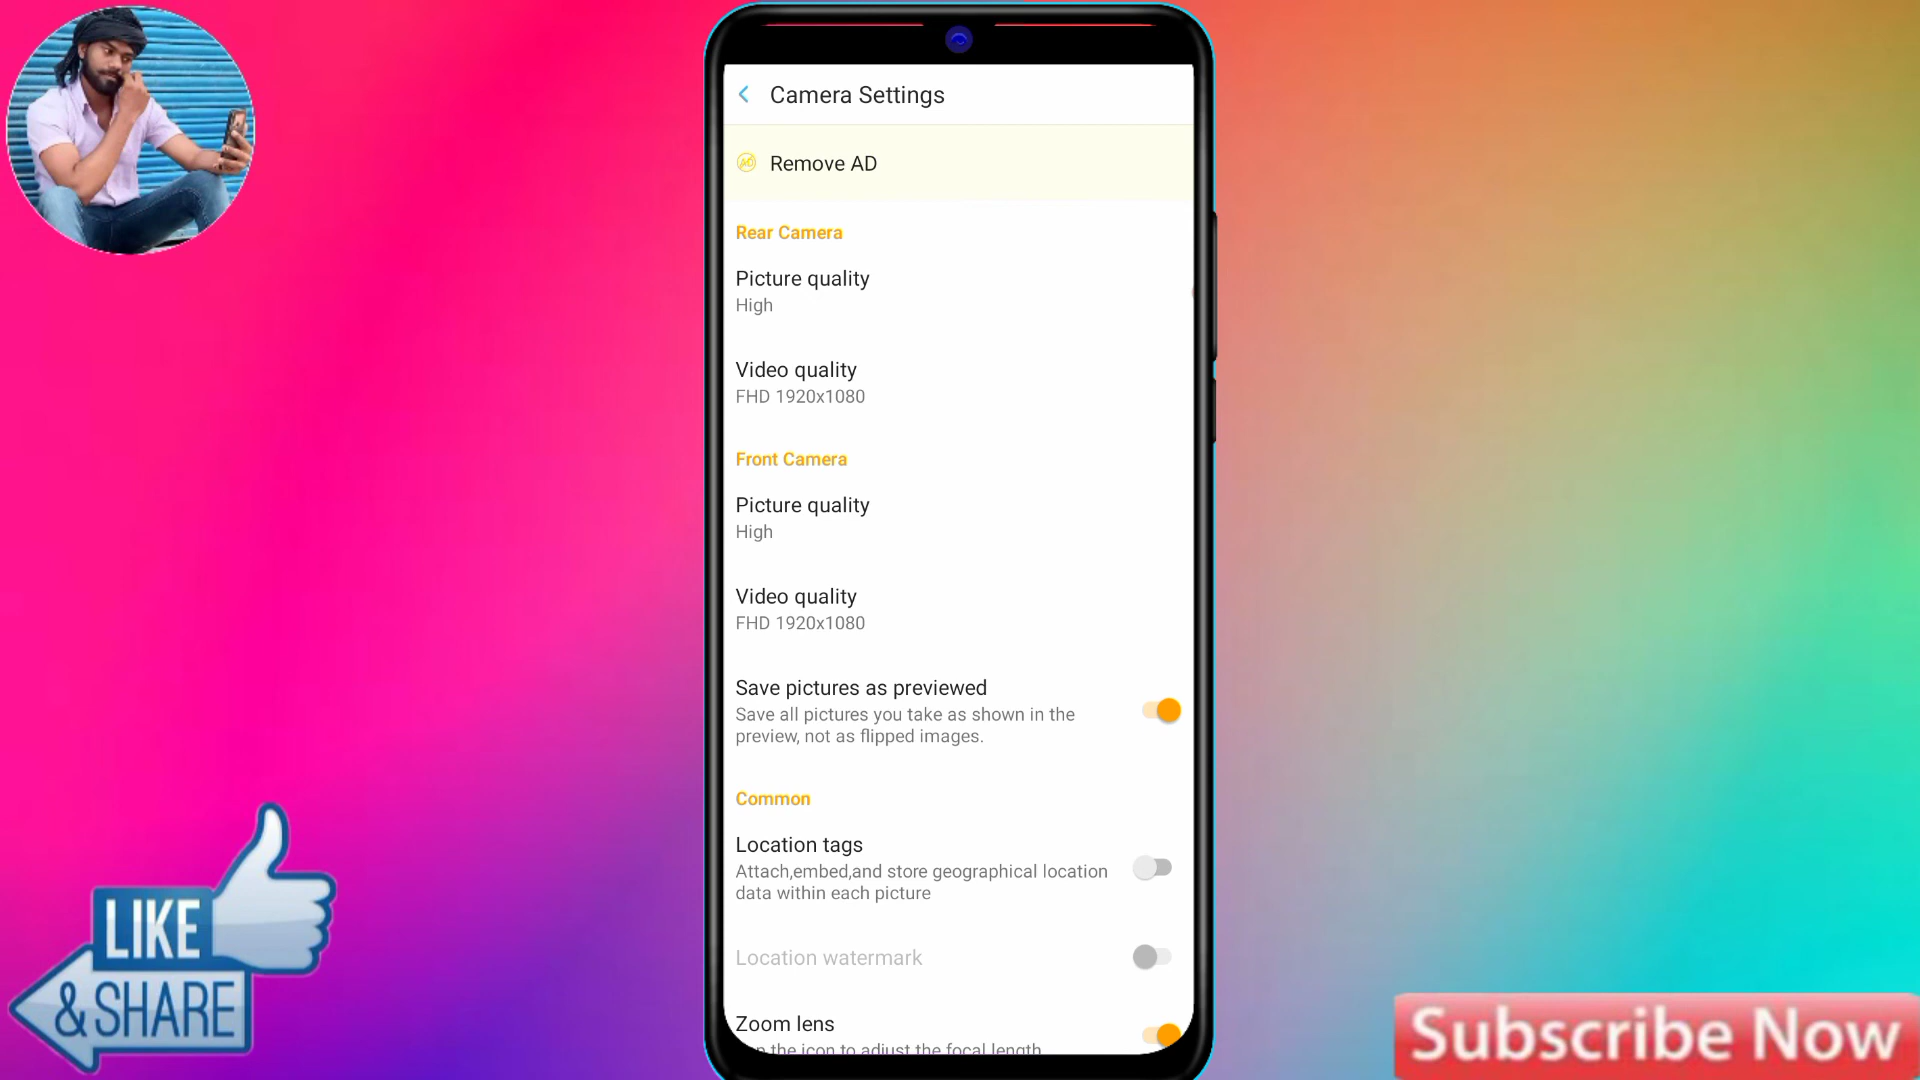 Camera Settings
AD Remove AD
Rear Camera
Picture quality
High
Video quality
FHD 1920x1080
Front Camera
Picture quality
High
Video quality
FHD 1920x1080
Save pictures as previewed
Save all pictures you take as shown in the
preview, not as flipped images.
Common
Location tags
Attach,embed,and store geographical location
data within each picture
Location watermark
Zoom lens
the icon to adjust the focal length
LIKE
& SHARE
Subscribe Now